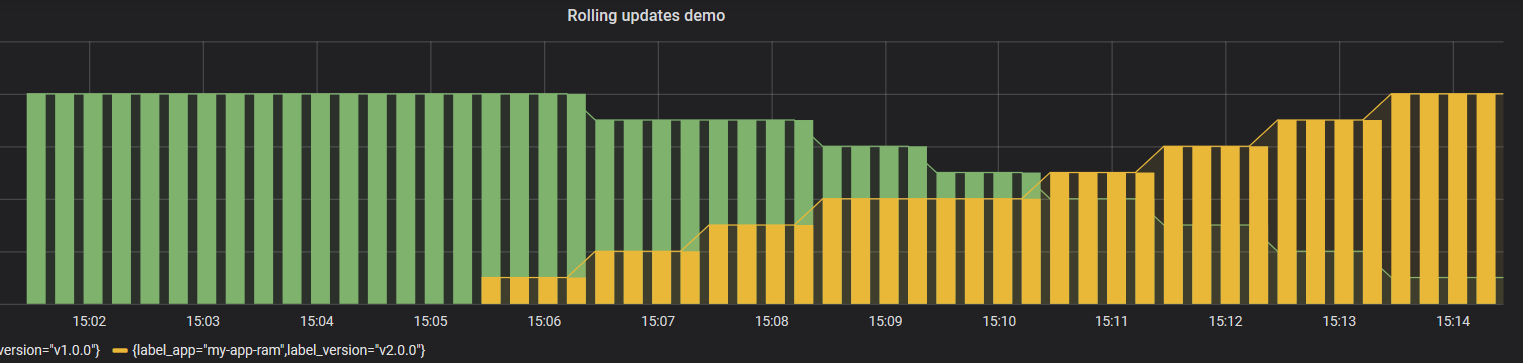 Rolling updates demo
15:02 15:03 15:04 15:05 15:06 15:07 15:08 15:09 15:10 15:11 15:12 15:13 15:14
version="v1.0.0"} {label_app="my-app-ram",label_version="v2.0.0"}